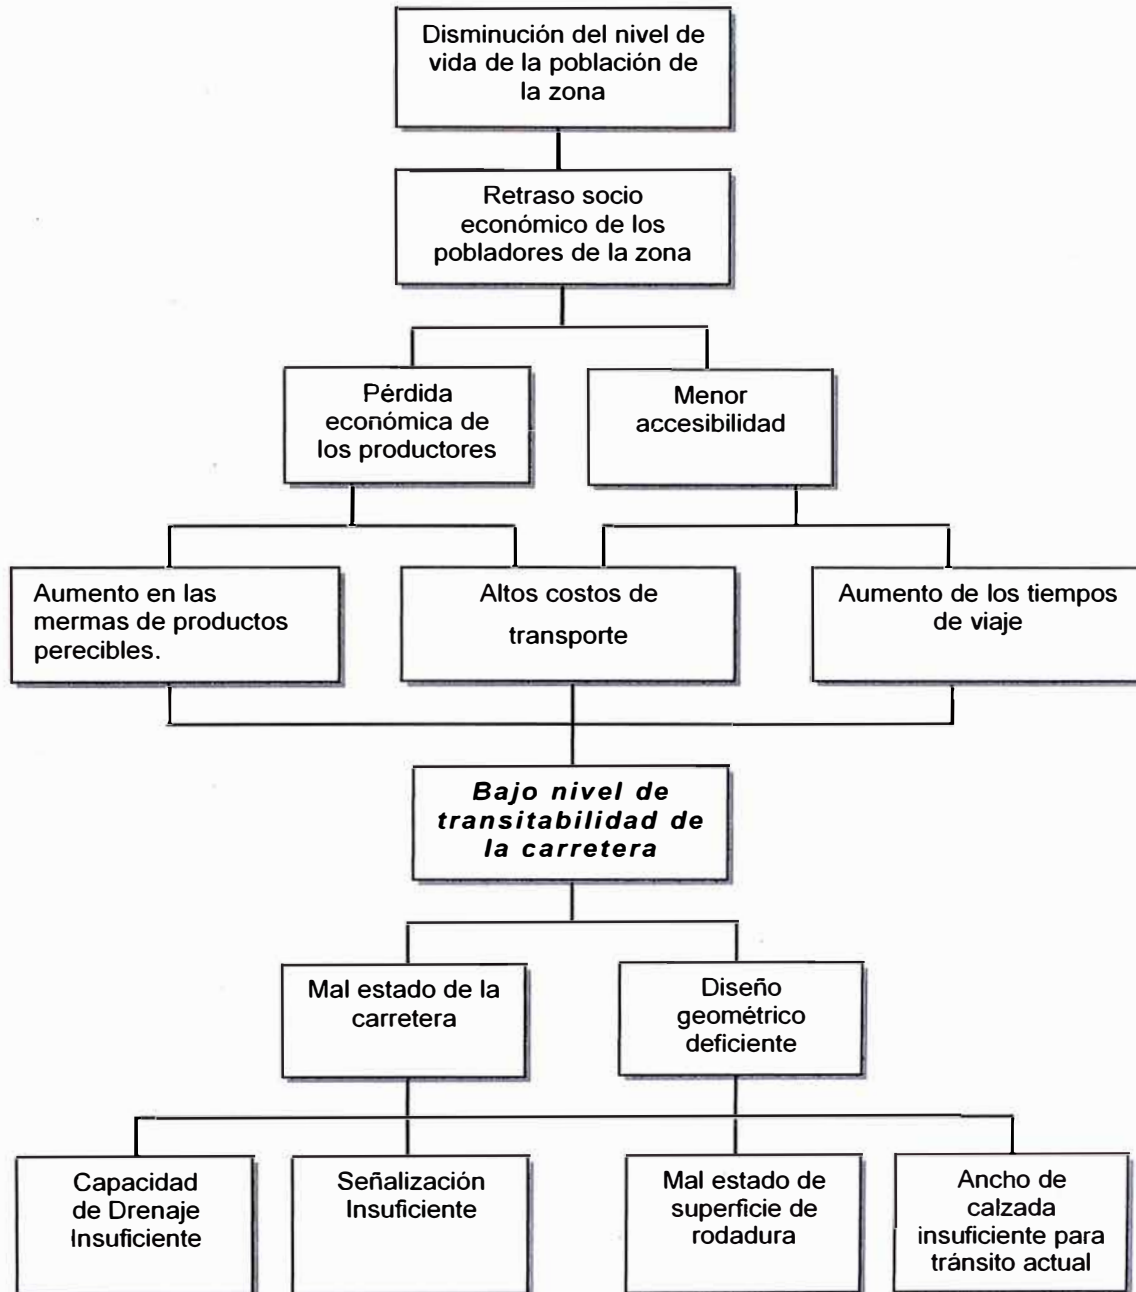 Disminución del nivel de
vida de la población de
la zona
Retraso socio
económico de los
pobladores de la zona
Pérdida
económica de
los productores
Menor
accesibilidad
Aumento en las
mermas de productos
perecibles.
Altos costos de
transporte
Aumento de los tiempos
de viaje
Bajo nivel de
transitabilidad de
la carretera
Mal estado de la
carretera
Diseño
geométrico
deficiente
Capacidad
de Drenaje
Insuficiente
Señalización
Insuficiente
Mal estado de
superficie de
rodadura
Ancho de
calzada
insuficiente para
tránsito actual